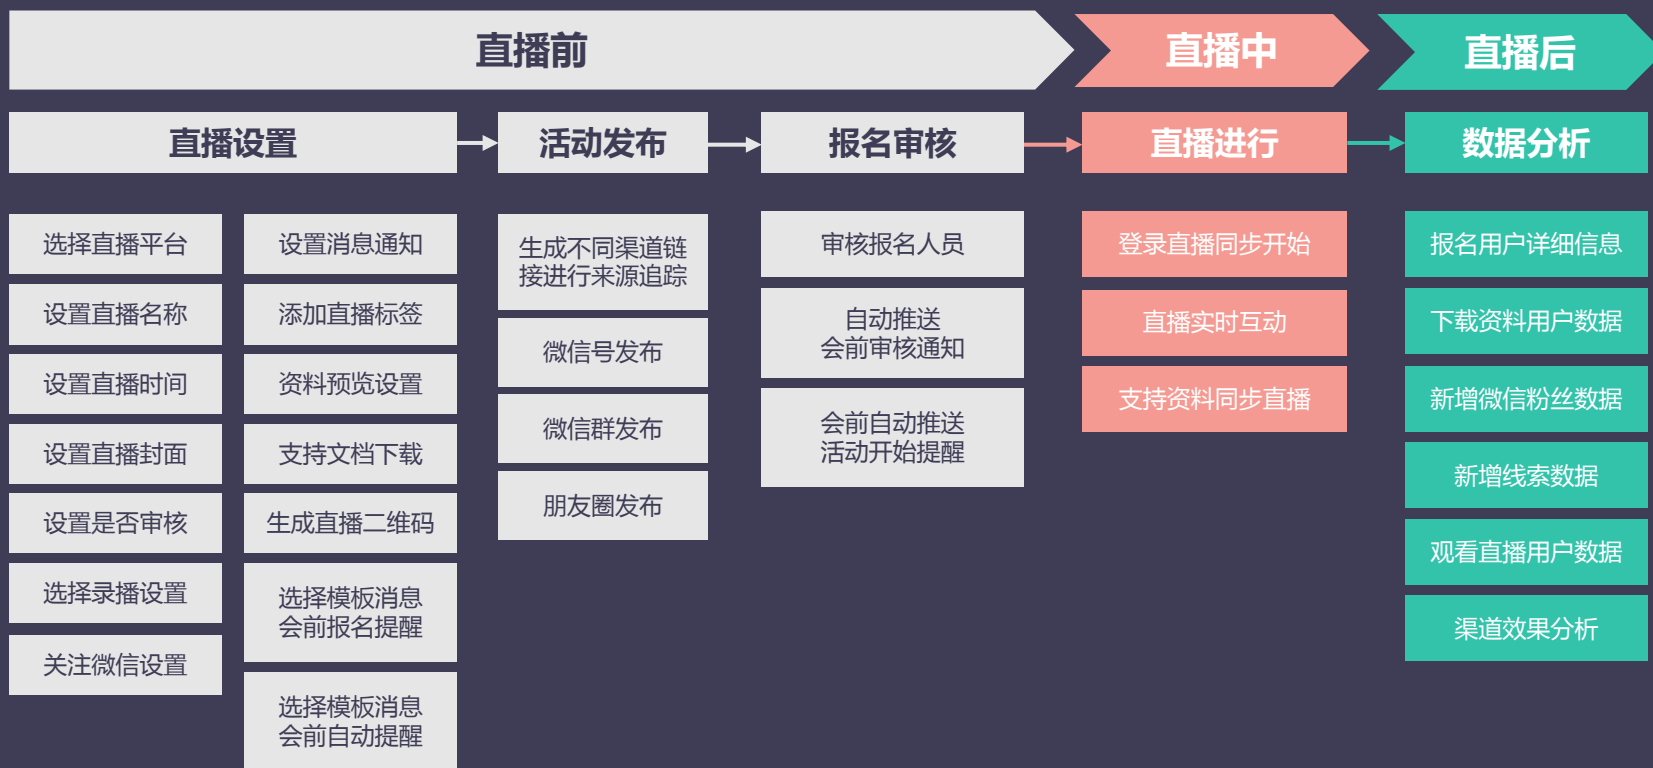 直播前
直播中
直播后
直播设置
活动发布
报名审核
直播进行
数据分析
选择直播平台
设置直播名称
设置直播时间
设置直播封面
设置是否审核
选择录播设置
关注微信设置
设置消息通知
添加直播标签
资料预览设置
支持文档下载
生成直播二维码
选择模板消息
会前报名提醒
选择模板消息
会前自动提醒
生成不同渠道链
接进行来源追踪
微信号发布
微信群发布
朋友圈发布
审核报名人员
自动推送
会前审核通知
会前自动推送
活动开始提醒
登录直播同步开始
直播实时互动
支持资料同步直播
报名用户详细信息
下载资料用户数据
新增微信粉丝数据
新增线索数据
观看直播用户数据
渠道效果分析